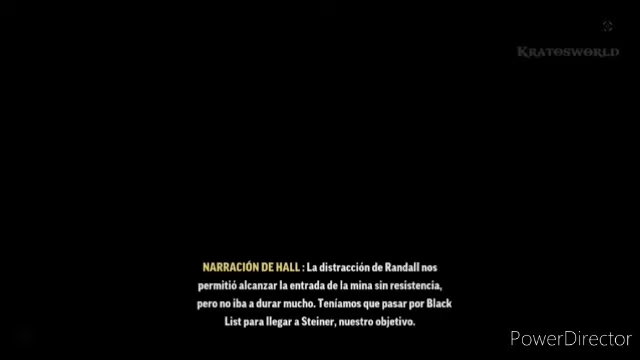 KRATOSWORLD
NARRACIÓN DE HALL : La distracción de Randall nos
permitió alcanzar la entrada de la mina sin resistencia,
pero no iba a durar mucho. Teníamos que pasar por Black
List para llegar a Steiner, nuestro objetivo.
PowerDirector